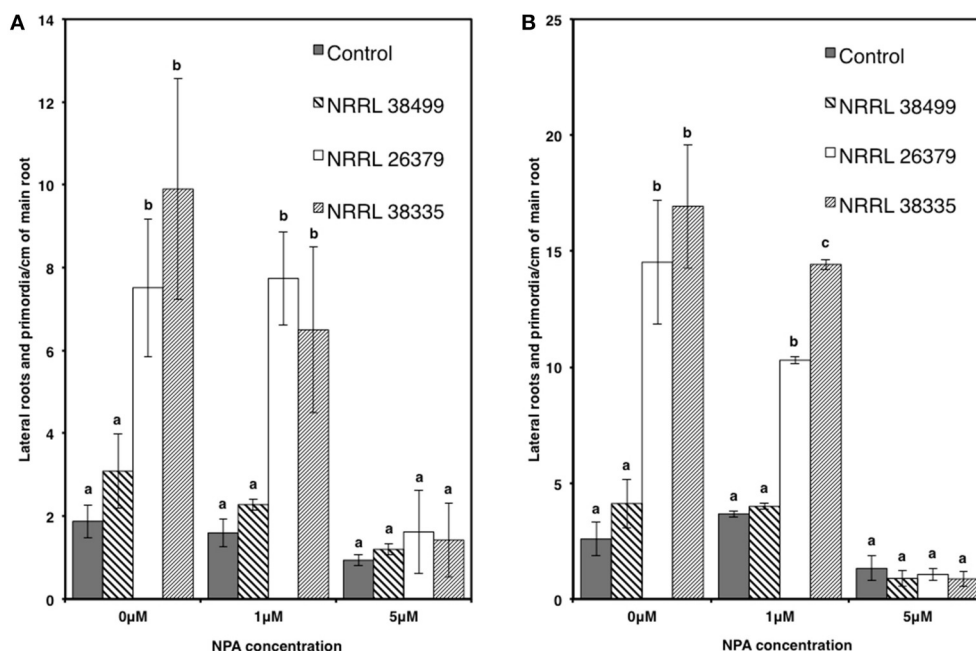 A
Lateral roots and primordia/cm of main root
14
12
10
8
6
4
2
0
Control
NRRL 38499
NRRL 26379
NRRL 38335
a
a
b
b
a
a
b
b
a
a
a
a
0µM
1µM
5µM
NPA concentration
B
Lateral roots and primordia/cm of main root
25
20
15
10
5
0
Control
NRRL 38499
NRRL 26379
NRRL 38335
a
a
b
b
a
a
b
c
a
a
a
a
0µM
1µM
5µM
NPA concentration